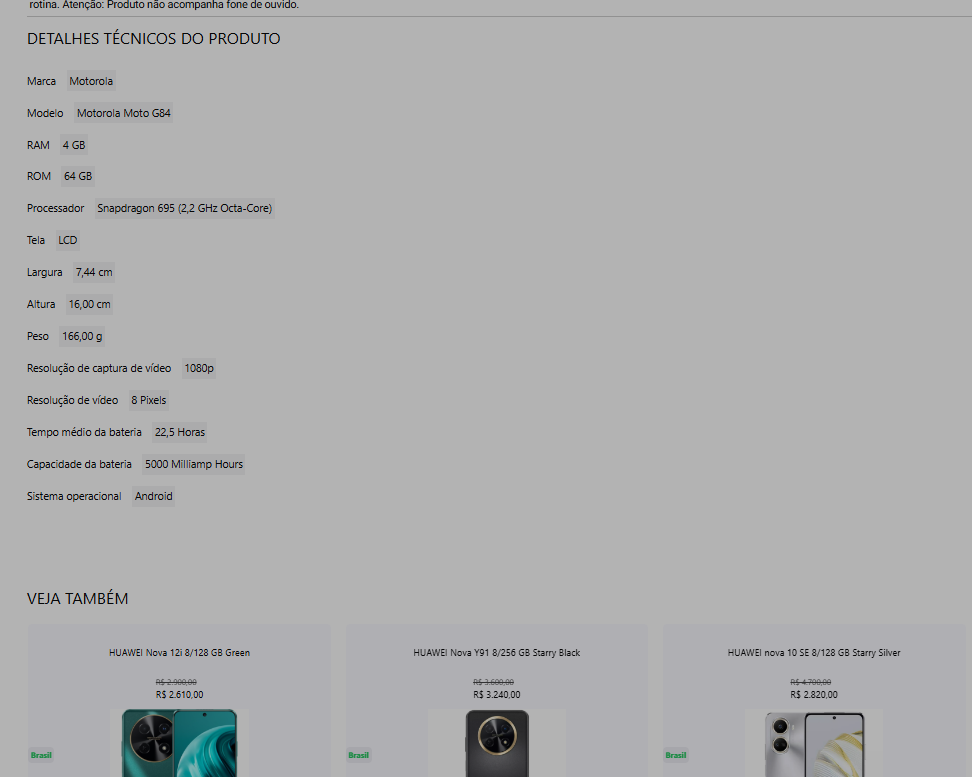 rotina. Atenção: Produto não acompanha fone de ouvido.
DETALHES TÉCNICOS DO PRODUTO
Marca Motorola
Modelo Motorola Moto G84
RAM 4 GB
ROM 64 GB
Processador Snapdragon 695 (2,2 GHz Octa-Core)
Tela LCD
Largura 7,44 cm
Altura 16,00 cm
Peso 166,00 g
Resolução de captura de vídeo 1080p
Resolução de vídeo 8 Pixels
Tempo médio da bateria 22,5 Horas
Capacidade da bateria 5000 Milliamp Hours
Sistema operacional Android
VEJA TAMBÉM
HUAWEI Nova 12i 8/128 GB Green
R$ 2.900,00
R$ 2.610,00
Brasil
HUAWEI Nova Y91 8/256 GB Starry Black
R$ 3.600,00
R$ 3.240,00
Brasil
HUAWEI nova 10 SE 8/128 GB Starry Silver
R$ 4.700,00
R$ 2.820,00
Brasil